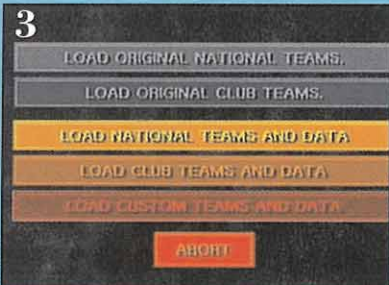 3
LOAD ORIGINAL NATIONAL TEAMS.
LOAD ORIGINAL CLUB TEAMS.
LOAD NATIONAL TEAMS AND DATA
LOAD CLUB TEAMS AND DATA
LOAD CUSTOM TEAMS AND DATA
ABORT